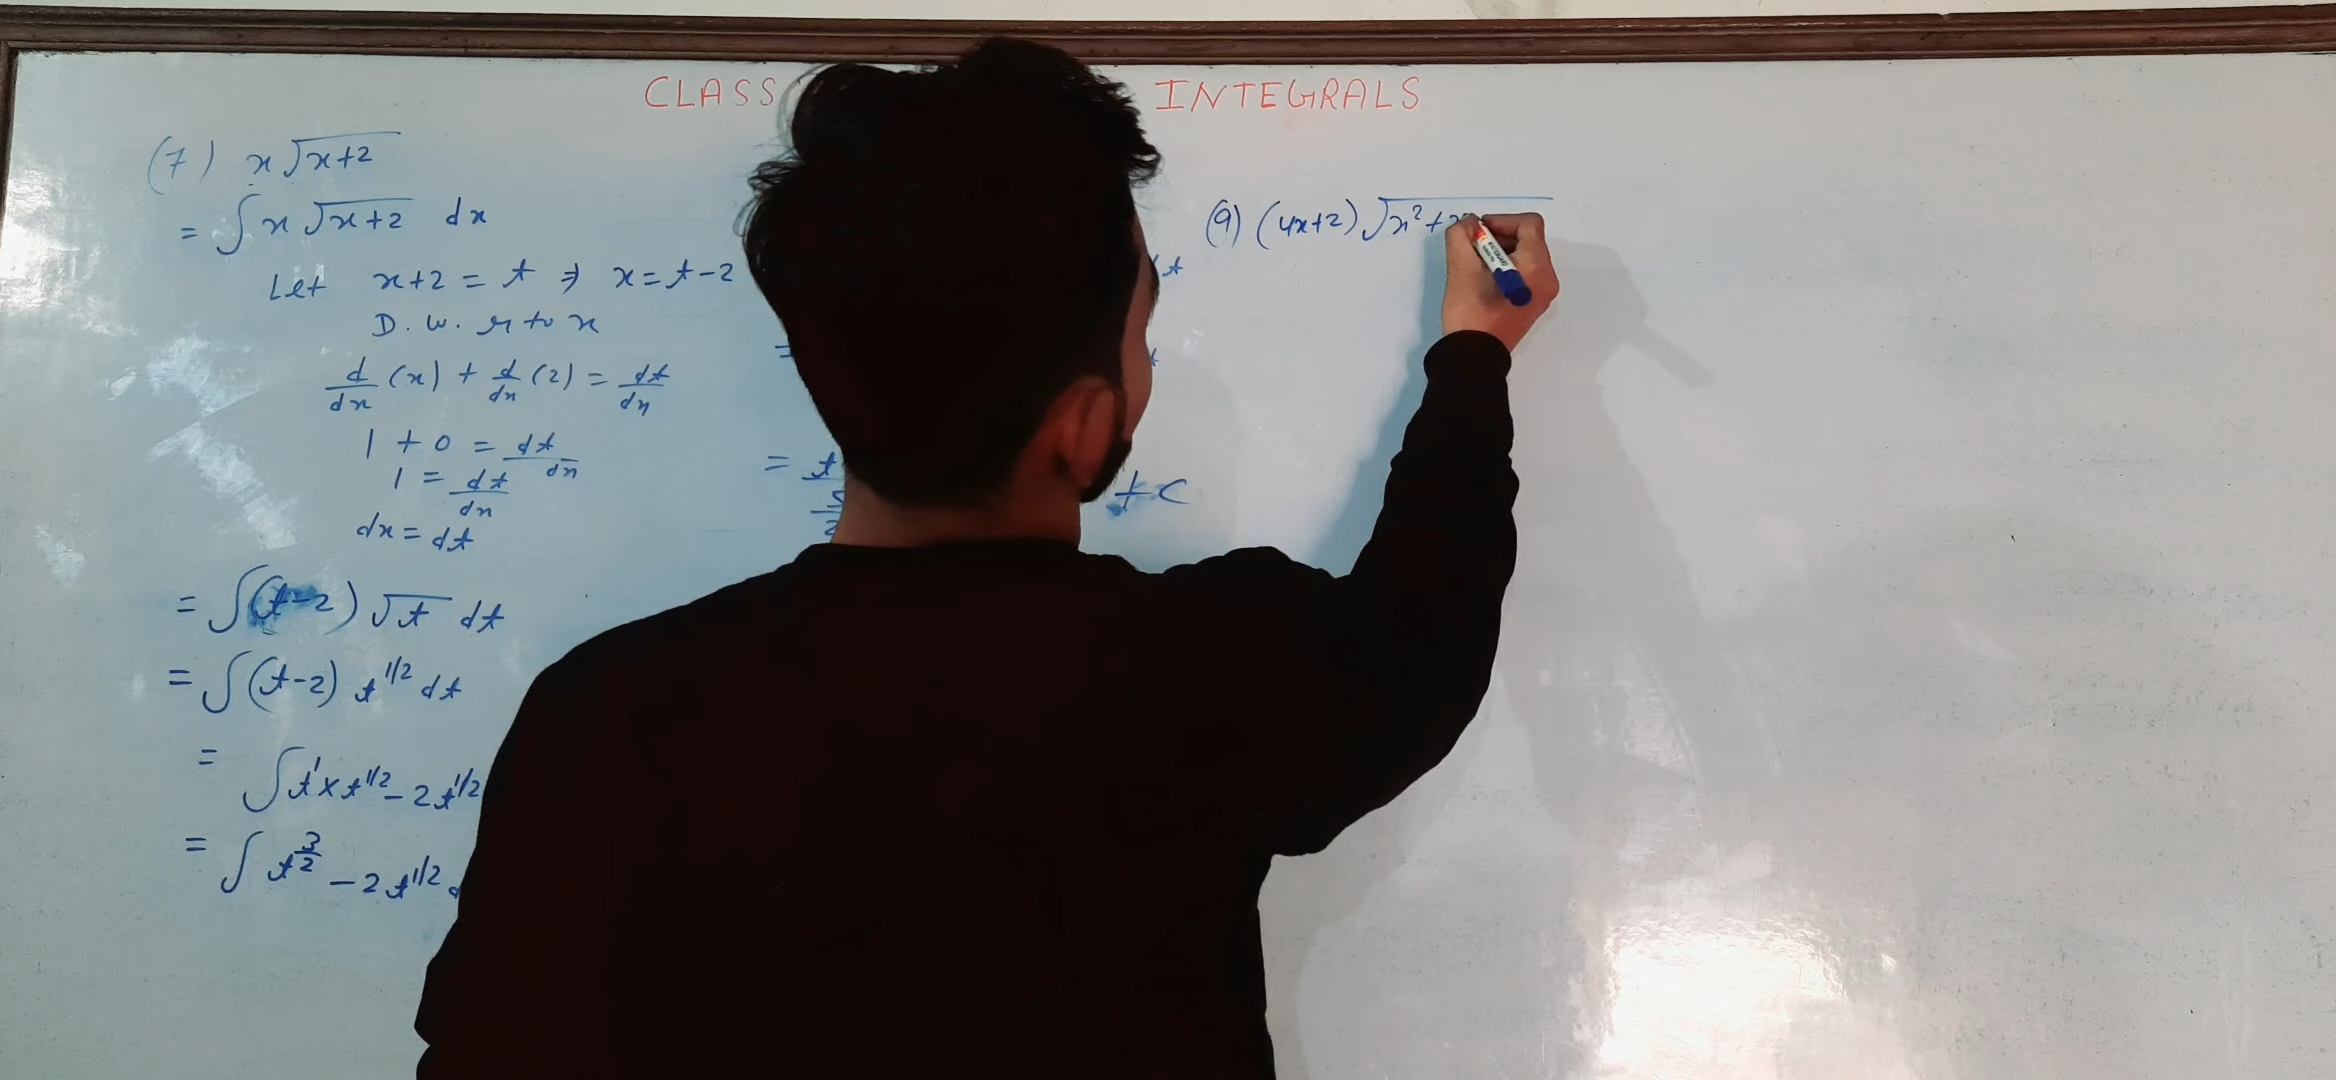 CLASS INTEGRALS
(7) x√(x+2)
= ∫ x √(x+2) dx
Let x+2 = t ⇒ x = t-2
D. w. r to x
d/dx (x) + d/dx (2) = dt/dx
1 + 0 = dt/dx
1 = dt/dx
dx = dt
= ∫(t-2) √t dt
= ∫(t-2) t^1/2 dt
= ∫t^1 × t^1/2 - 2t^1/2
= ∫ t^3/2 - 2t^1/2
t
=
= t
+ C
(9) (4x+2) √(x²+